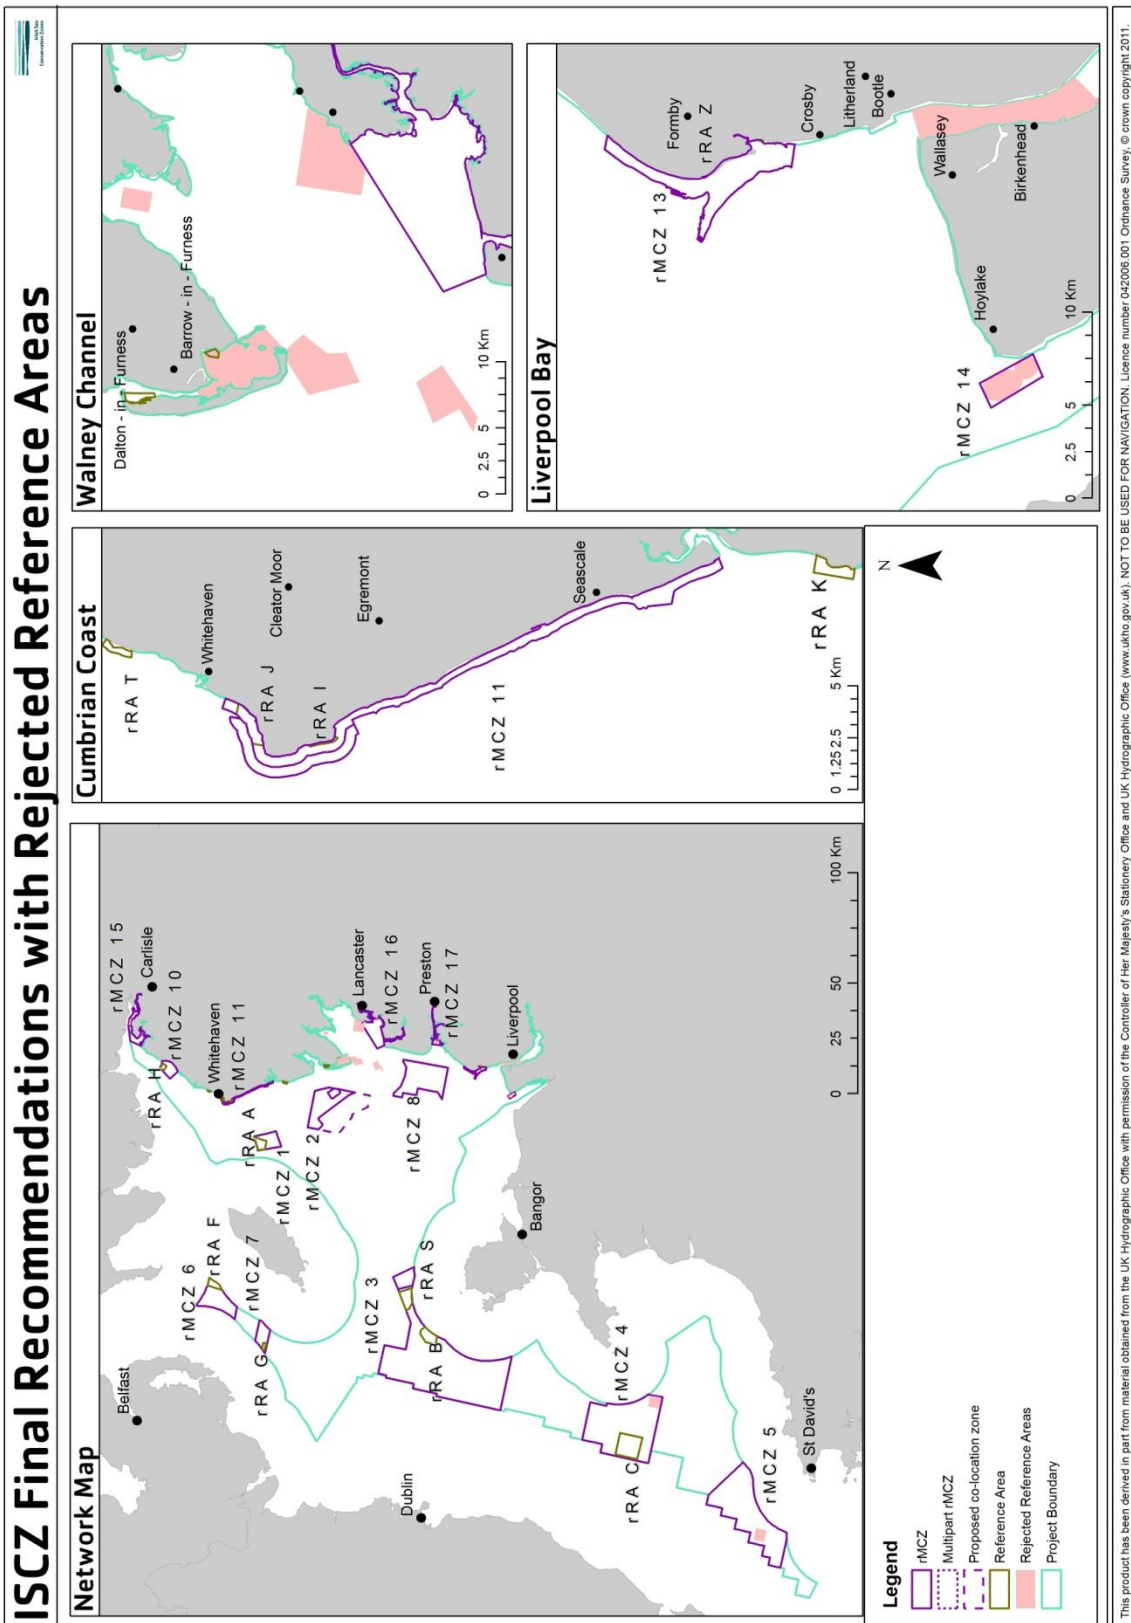 ISCZ Final Recommendations with Rejected Reference Areas
Irish Sea
Conservation Zones
Network Map
Belfast
Dublin
St David's
Bangor
Carlisle
Whitehaven
Lancaster
Preston
Liverpool
rMCZ 15
rMCZ 10
rRA H
rMCZ 11
rRA A
rMCZ 1
rMCZ 2
rMCZ 16
rMCZ 17
rMCZ 8
rMCZ 6
rRA F
rMCZ 7
rRA G
rMCZ 3
rRA S
rRA B
rMCZ 4
rRA C
rMCZ 5
0 25 50 100 Km
Cumbrian Coast
rRA T
Whitehaven
Cleator Moor
rRA J
Egremont
rRA I
Seascale
rMCZ 11
rRA K
0 1.25 2.5 5 Km
Walney Channel
Dalton - in - Furness
Barrow - in - Furness
0 2.5 5 10 Km
Liverpool Bay
Formby
rRA Z
rMCZ 13
Crosby
Litherland
Bootle
Wallasey
Birkenhead
Hoylake
rMCZ 14
0 2.5 5 10 Km
N
Legend
rMCZ
Multipart rMCZ
Proposed co-location zone
Reference Area
Rejected Reference Areas
Project Boundary
This product has been derived in part from material obtained from the UK Hydrographic Office with permission of the Controller of Her Majesty's Stationery Office and UK Hydrographic Office (www.ukho.gov.uk). NOT TO BE USED FOR NAVIGATION. Licence number 042006.001 Ordnance Survey, © crown copyright 2011.